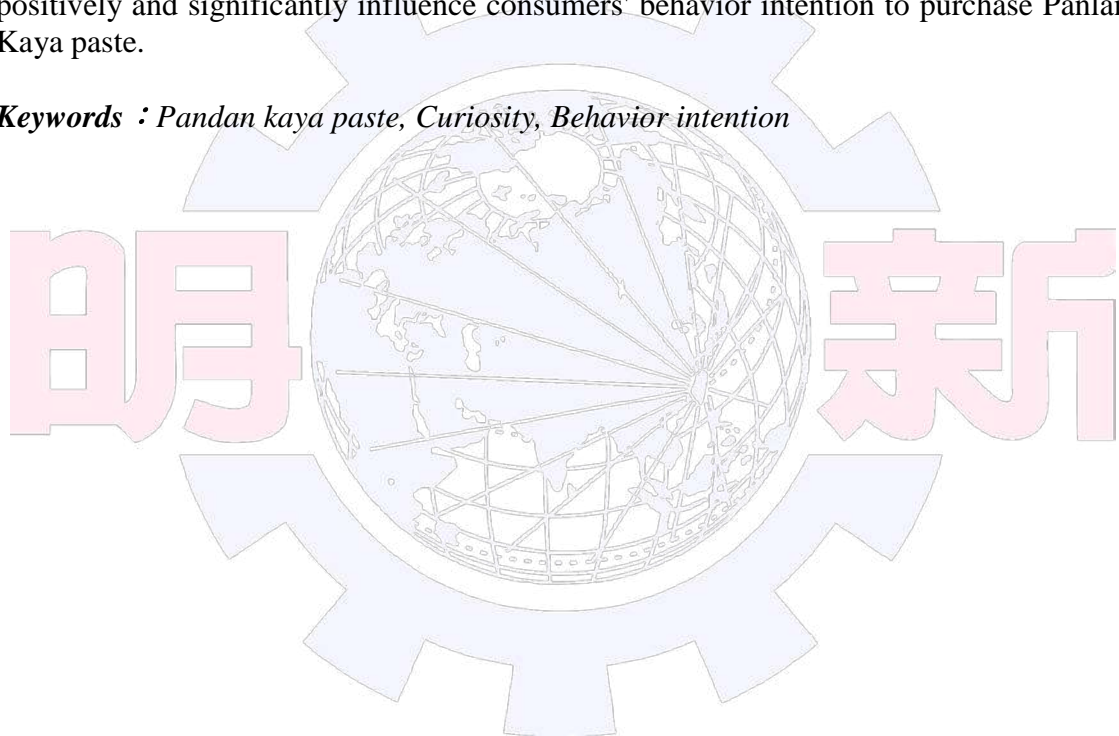 positively and significantly influence consumers' behavior intention to purchase Panlan
Kaya paste.
Keywords：Pandan kaya paste, Curiosity, Behavior intention
明新